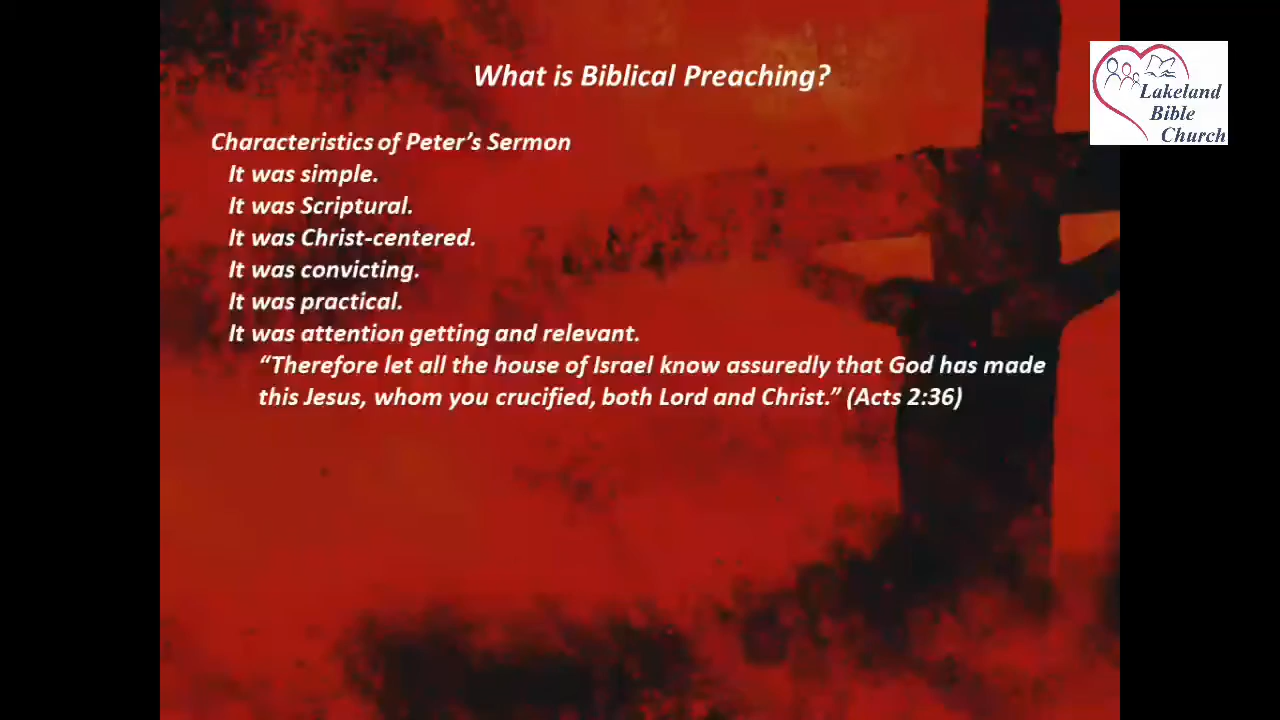 What is Biblical Preaching?
Lakeland
Bible
Church
Characteristics of Peter’s Sermon
It was simple.
It was Scriptural.
It was Christ-centered.
It was convicting.
It was practical.
It was attention getting and relevant.
“Therefore let all the house of Israel know assuredly that God has made
this Jesus, whom you crucified, both Lord and Christ.” (Acts 2:36)